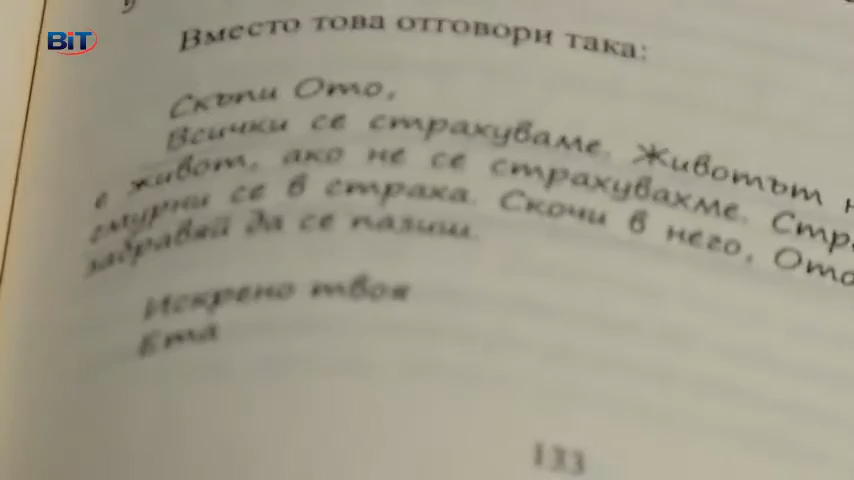 BiT
Вместо това отговори така:
Скъпи Ото,
Всички се страхуваме. Животът
е живот, ако не се страхувахме.
гмурни се в страха. Скочи в него, Ото
забравяй да се пазиш.
Искрено твоя
Ета
133